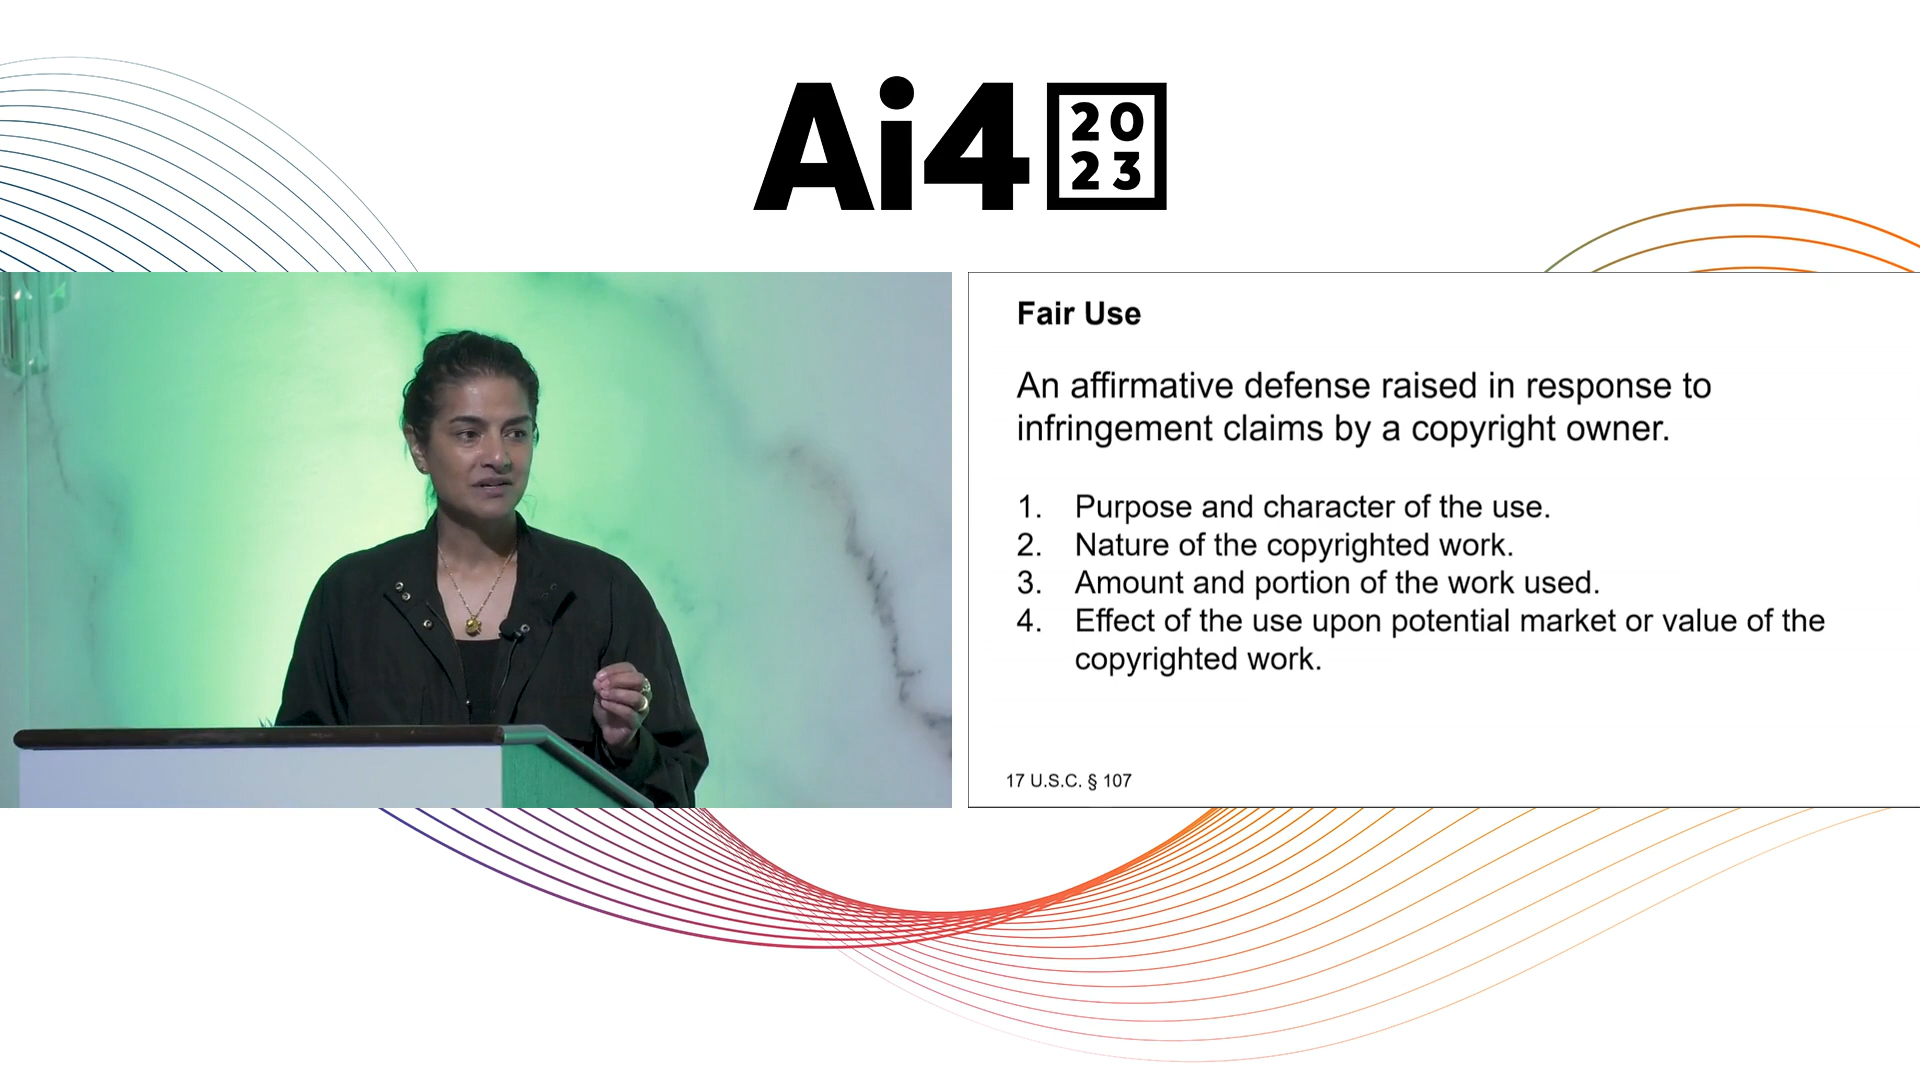 Ai4 20
23
Fair Use
An affirmative defense raised in response to
infringement claims by a copyright owner.
1. Purpose and character of the use.
2. Nature of the copyrighted work.
3. Amount and portion of the work used.
4. Effect of the use upon potential market or value of the
copyrighted work.
17 U.S.C. § 107